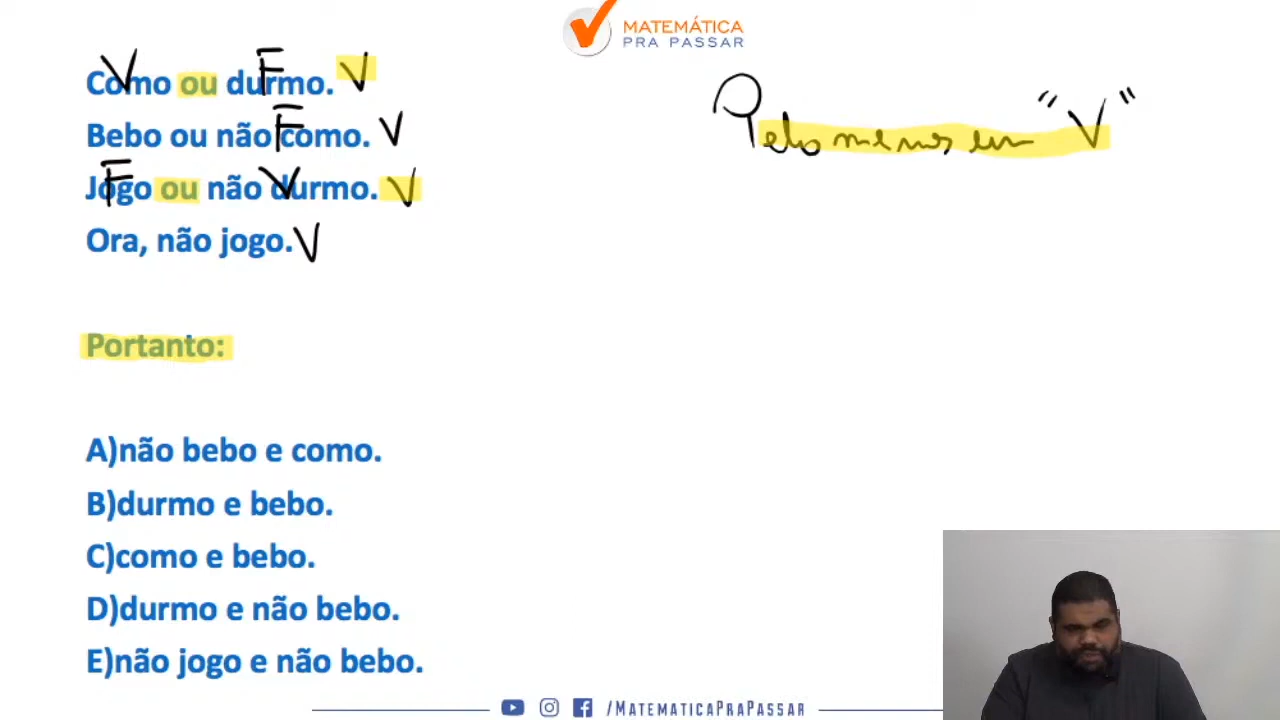 MATEMÁTICA
PRA PASSAR
V F
Como ou durmo. V
Pelo menos um "V"
F
Bebo ou não como. V
F V
Jogo ou não durmo. V
Ora, não jogo. V
Portanto:
A)não bebo e como.
B)durmo e bebo.
C)como e bebo.
D)durmo e não bebo.
E)não jogo e não bebo.
/MATEMATICAPRAPASSAR